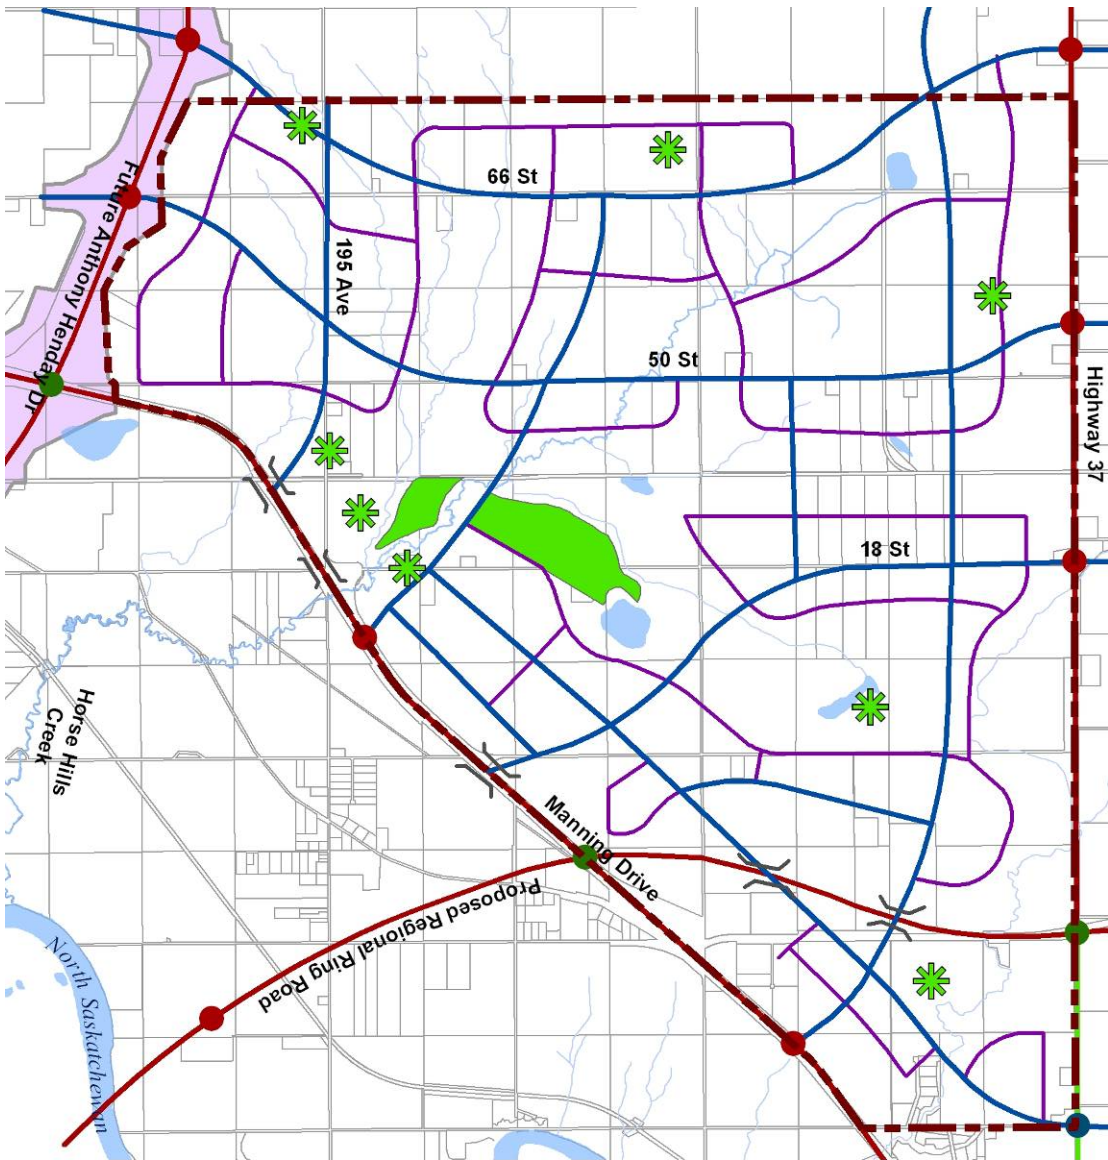 66 St
Future Anthony Henday Dr
195 Ave
50 St
Highway 37
18 St
Horse Hills
Creek
Manning Drive
Proposed Regional Ring Road
North Saskatchewan